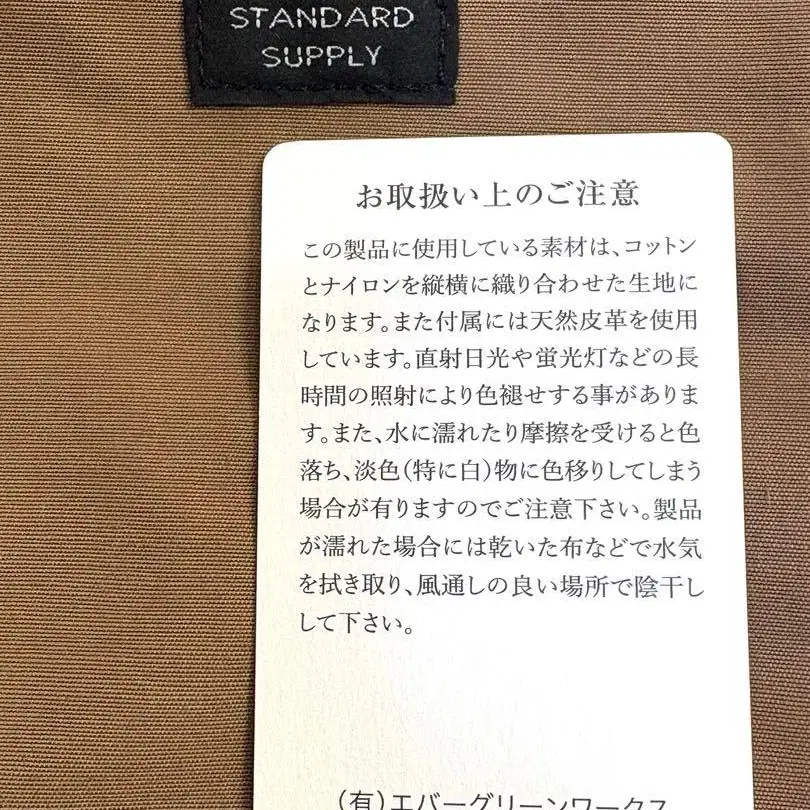 STANDARD
SUPPLY
お取扱い上のご注意
この製品に使用している素材は、コットン
とナイロンを縦横に織り合わせた生地に
なります。また付属には天然皮革を使用
しています。直射日光や蛍光灯などの長
時間の照射により色褪せする事がありま
す。また、水に濡れたり摩擦を受けると色
落ち、淡色(特に白)物に色移りしてしまう
場合が有りますのでご注意下さい。製品
が濡れた場合には乾いた布などで水気
を拭き取り、風通しの良い場所で陰干し
して下さい。
(有)エバーグリーンワークス